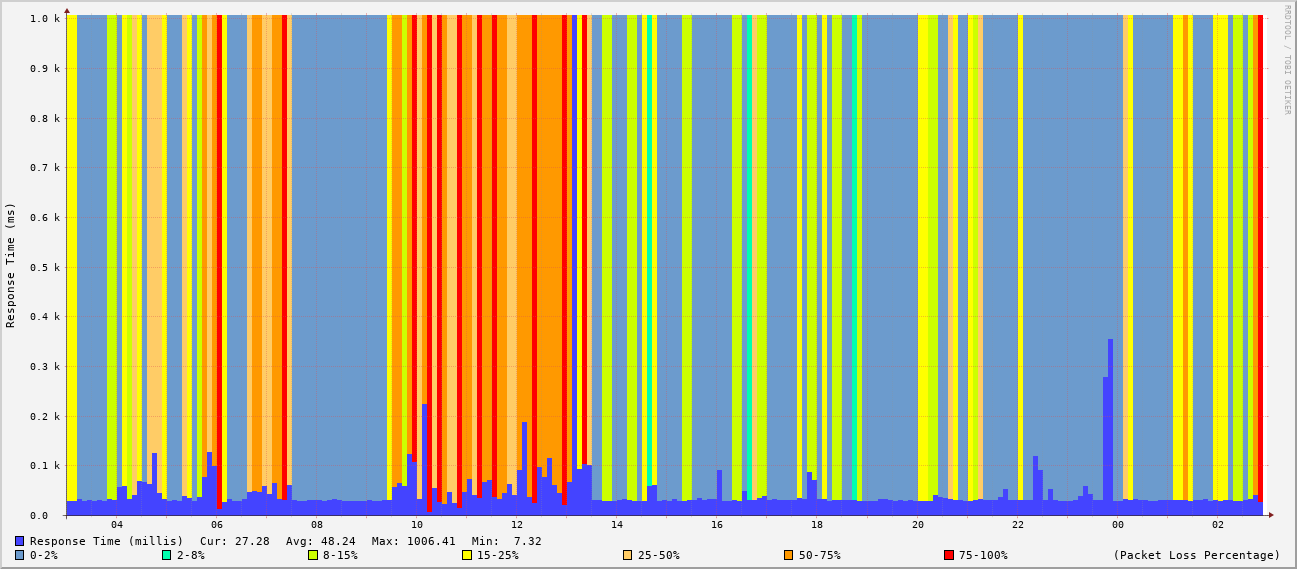 RRDTOOL / TOBI OETIKER
Response Time (ms)
1.0 k
0.9 k
0.8 k
0.7 k
0.6 k
0.5 k
0.4 k
0.3 k
0.2 k
0.1 k
0.0
04 06 08 10 12 14 16 18 20 22 00 02
Response Time (millis) Cur: 27.28 Avg: 48.24 Max: 1006.41 Min: 7.32
0-2% 2-8% 8-15% 15-25% 25-50% 50-75% 75-100% (Packet Loss Percentage)